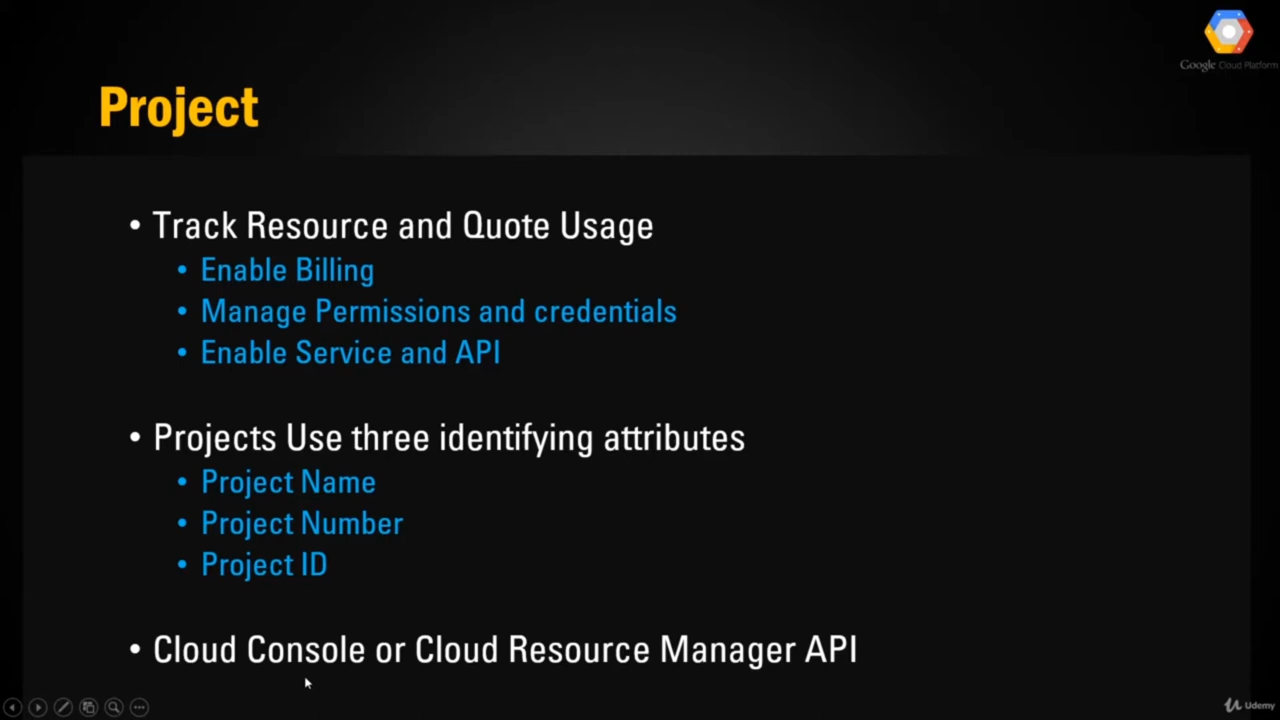 Google Cloud Platform
Project
• Track Resource and Quote Usage
• Enable Billing
• Manage Permissions and credentials
• Enable Service and API
• Projects Use three identifying attributes
• Project Name
• Project Number
• Project ID
• Cloud Console or Cloud Resource Manager API
Udemy